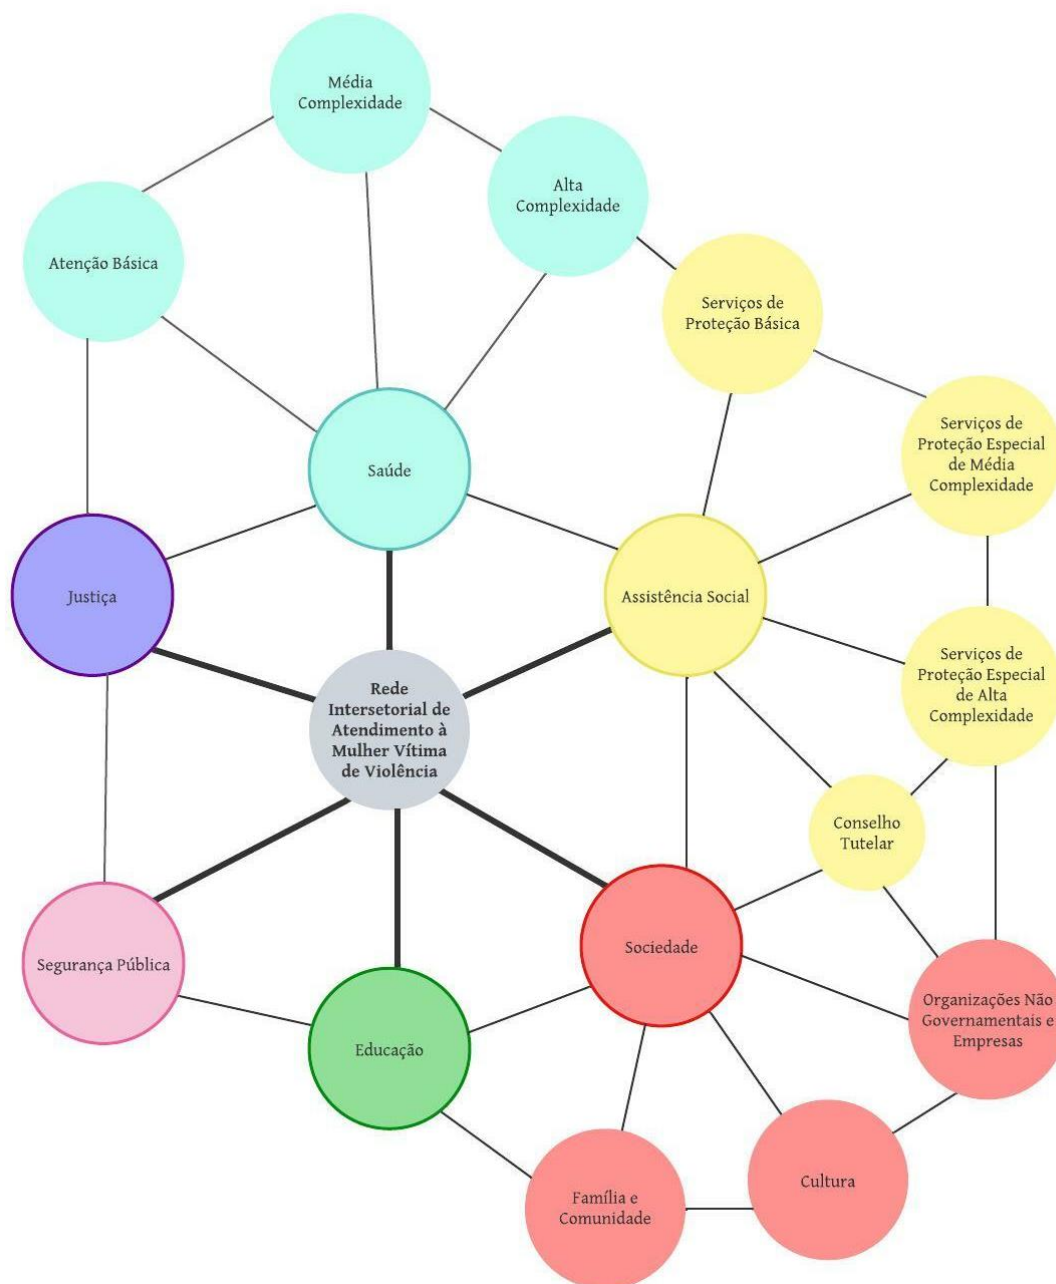 Média
Complexidade
Alta
Complexidade
Atenção Básica
Serviços de
Proteção Básica
Serviços de
Proteção Especial
de Média
Complexidade
Saúde
Justiça
Assistência Social
Serviços de
Proteção Especial
de Alta
Complexidade
Rede
Intersetorial de
Atendimento à
Mulher Vítima
de Violência
Conselho
Tutelar
Segurança Pública
Sociedade
Organizações Não
Governamentais e
Empresas
Educação
Cultura
Família e
Comunidade